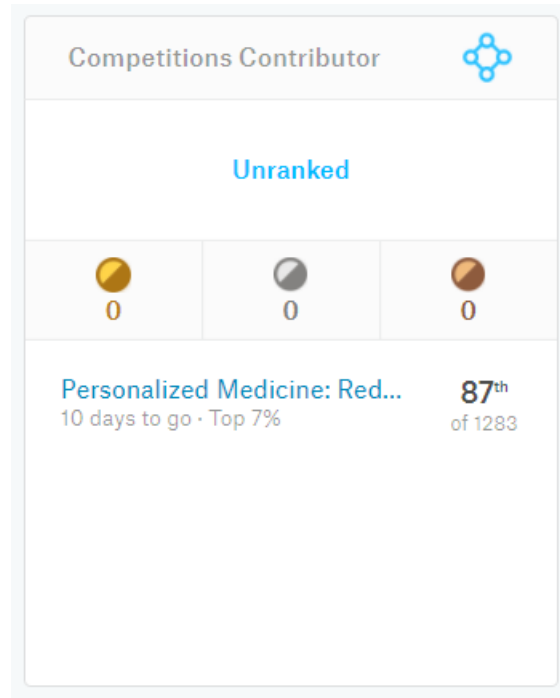 Competitions Contributor
Unranked
0 0 0
Personalized Medicine: Red... 87th
10 days to go · Top 7% of 1283